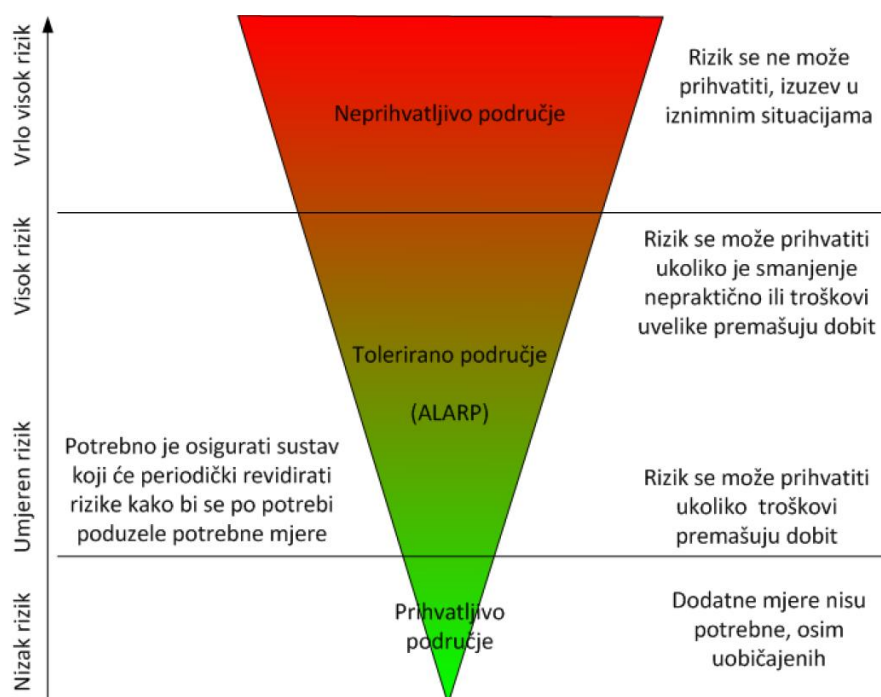 Vrlo visok rizik
Neprihvatljivo područje
Rizik se ne može
prihvatiti, izuzev u
iznimnim situacijama
Visok rizik
Rizik se može prihvatiti
ukoliko je smanjenje
nepraktično ili troškovi
uvelike premašuju dobit
Tolerirano područje
(ALARP)
Umjeren rizik
Potrebno je osigurati sustav
koji će periodički revidirati
rizike kako bi se po potrebi
poduzele potrebne mjere
Rizik se može prihvatiti
ukoliko troškovi
premašuju dobit
Nizak rizik
Prihvatljivo
područje
Dodatne mjere nisu
potrebne, osim
uobičajenih